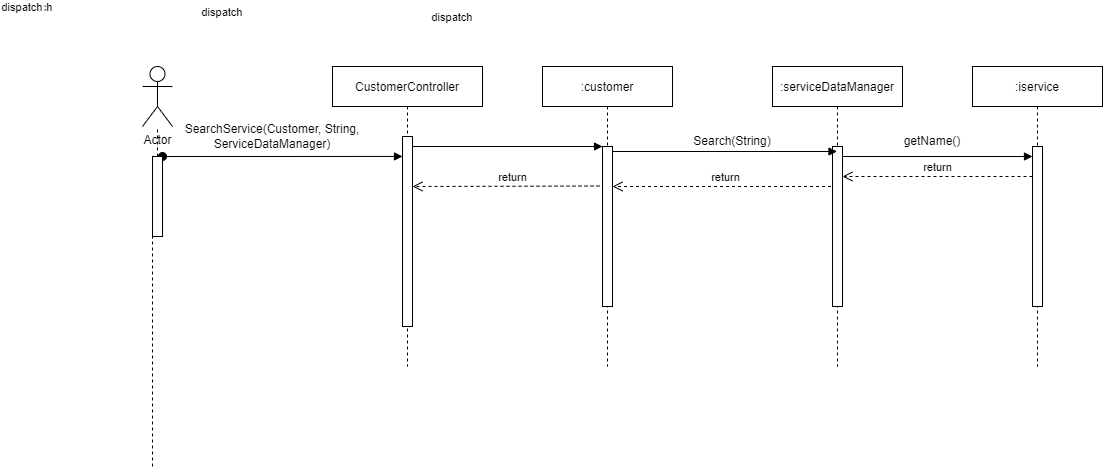 dispatch:h
dispatch
dispatch
CustomerController
:customer
:serviceDataManager
:iservice
Actor
SearchService(Customer, String,
ServiceDataManager)
Search(String)
getName()
return
return
return